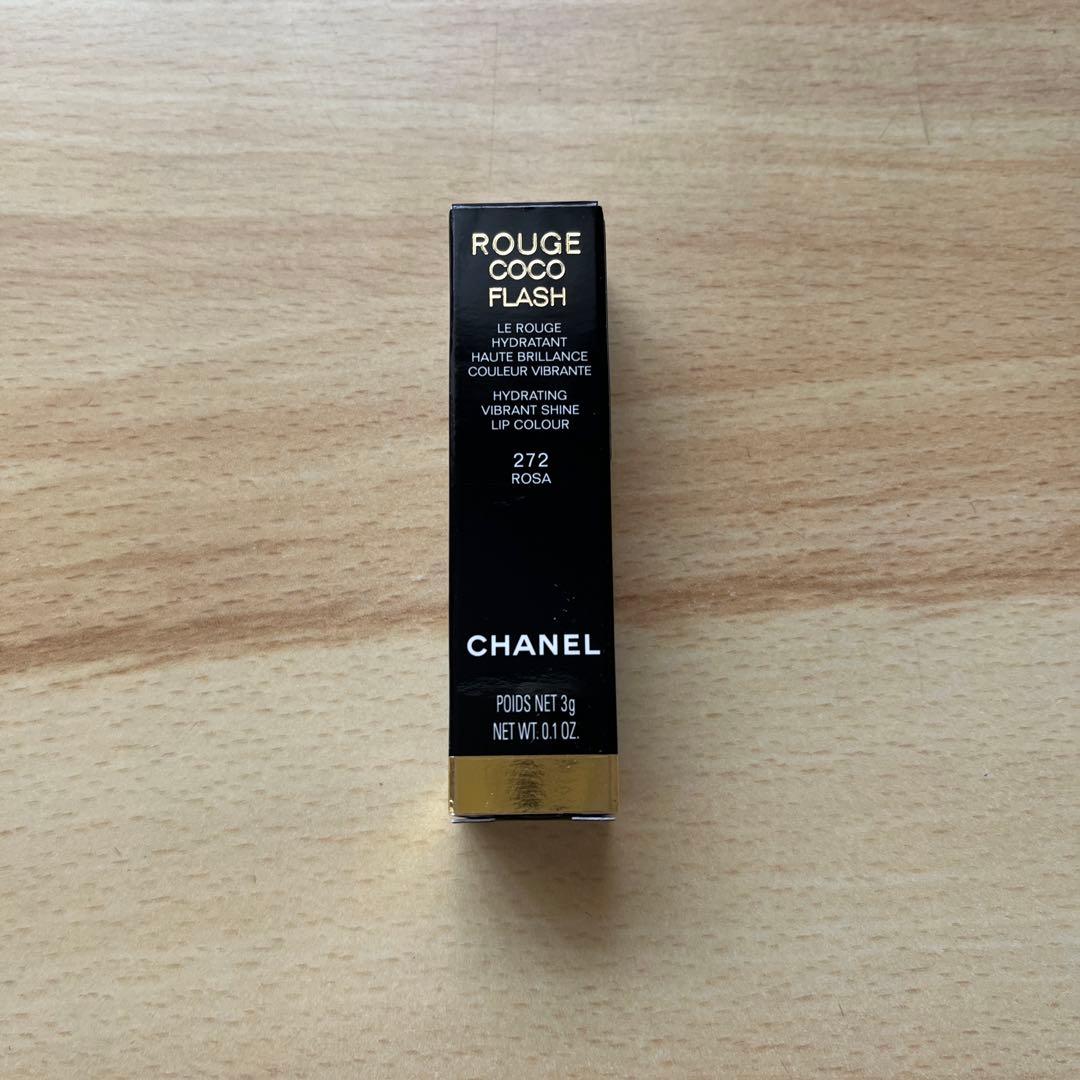 ROUGE
COCO
FLASH
LE ROUGE
HYDRATANT
HAUTE BRILLANCE
COULEUR VIBRANTE
HYDRATING
VIBRANT SHINE
LIP COLOUR
272
ROSA
CHANEL
POIDS NET 3g
NET WT. 0.1 OZ.